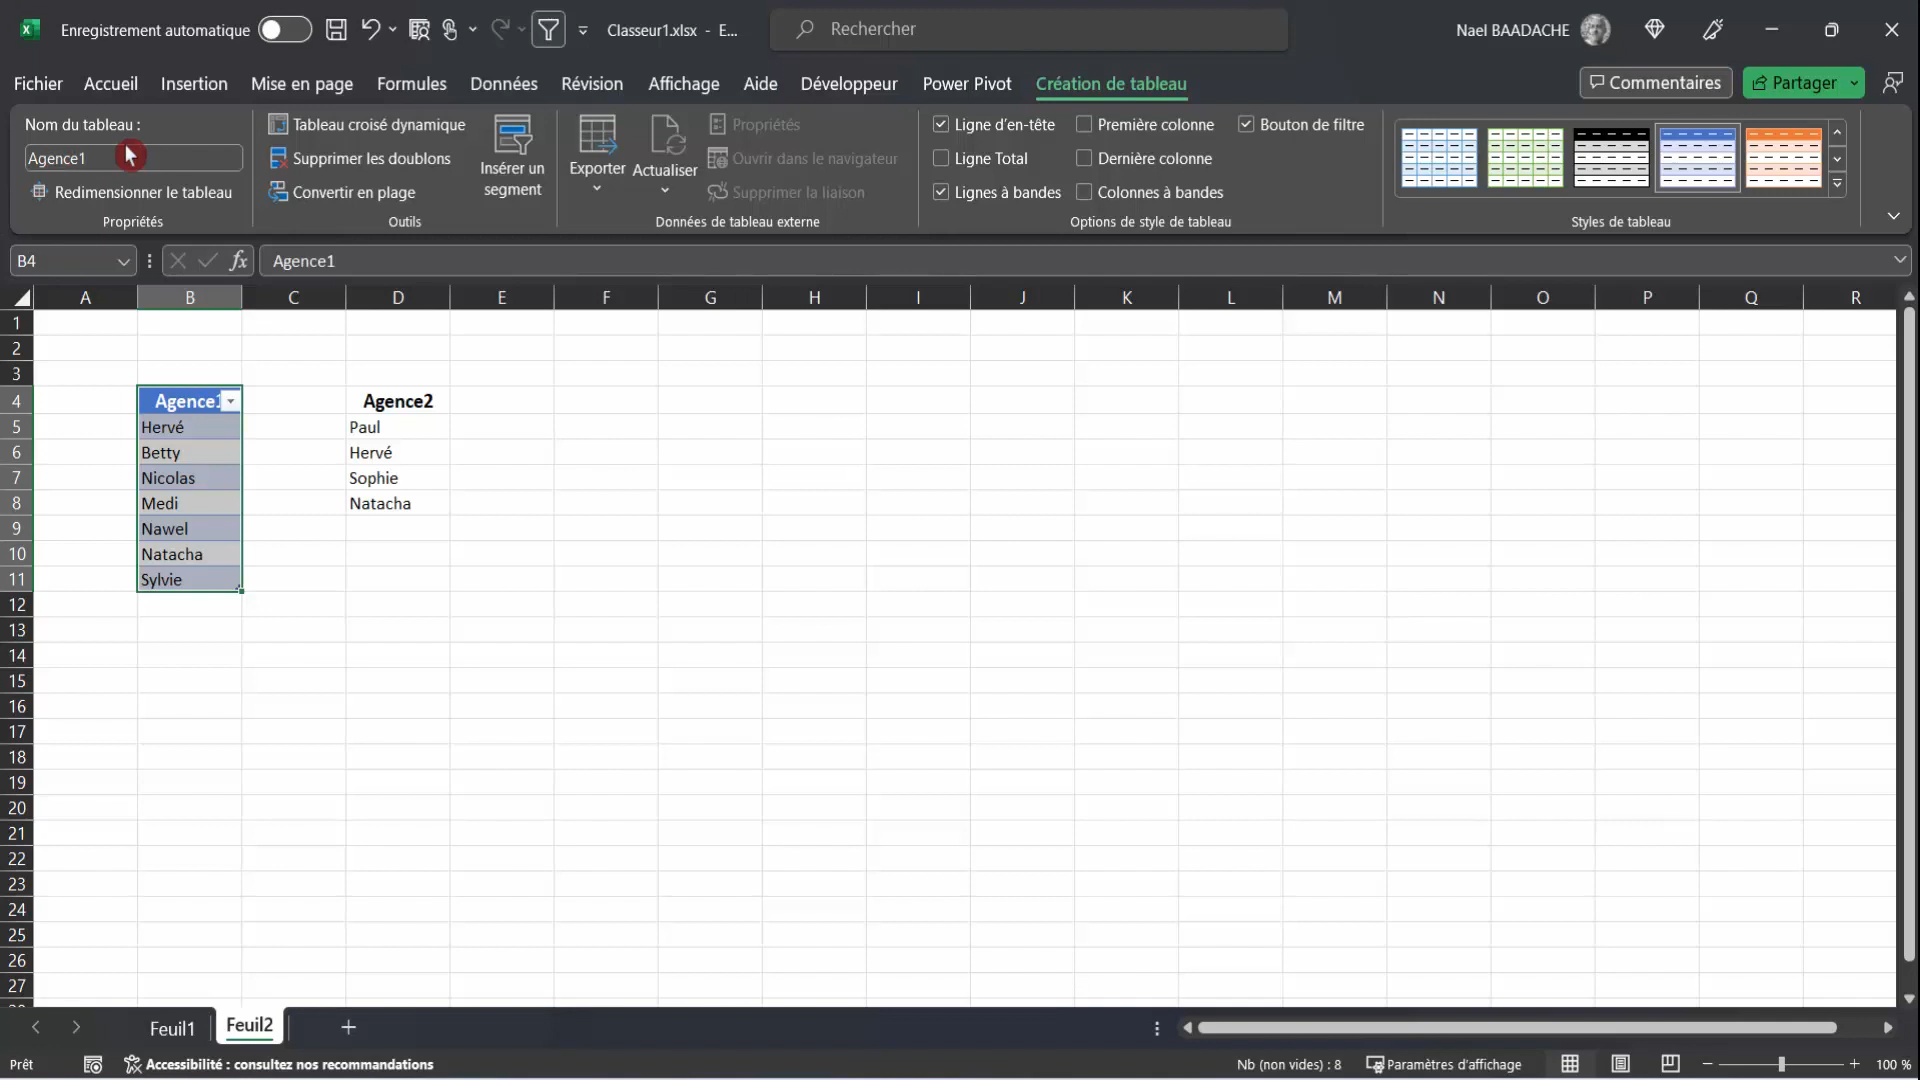 Enregistrement automatique
Classeur1.xlsx - E...
Rechercher
Nael BAADACHE
Fichier Accueil Insertion Mise en page Formules Données Révision Affichage Aide Développeur Power Pivot Création de tableau
Commentaires
Partager
Nom du tableau :
Agence1
Redimensionner le tableau
Propriétés
Tableau croisé dynamique
Supprimer les doublons
Convertir en plage
Insérer un
segment
Outils
Exporter
Actualiser
Propriétés
Ouvrir dans le navigateur
Supprimer la liaison
Données de tableau externe
Ligne d'en-tête
Ligne Total
Lignes à bandes
Première colonne
Dernière colonne
Colonnes à bandes
Bouton de filtre
Options de style de tableau
Styles de tableau
B4
fx
Agence1
A B C D E F G H I J K L M N O P Q R
1
2
3
4 Agence1 Agence2
5 Hervé Paul
6 Betty Hervé
7 Nicolas Sophie
8 Medi Natacha
9 Nawel
10 Natacha
11 Sylvie
12
13
14
15
16
17
18
19
20
21
22
23
24
25
26
27
Feuil1 Feuil2
Prêt
Accessibilité : consultez nos recommandations
Nb (non vides) : 8
Paramètres d'affichage
100 %